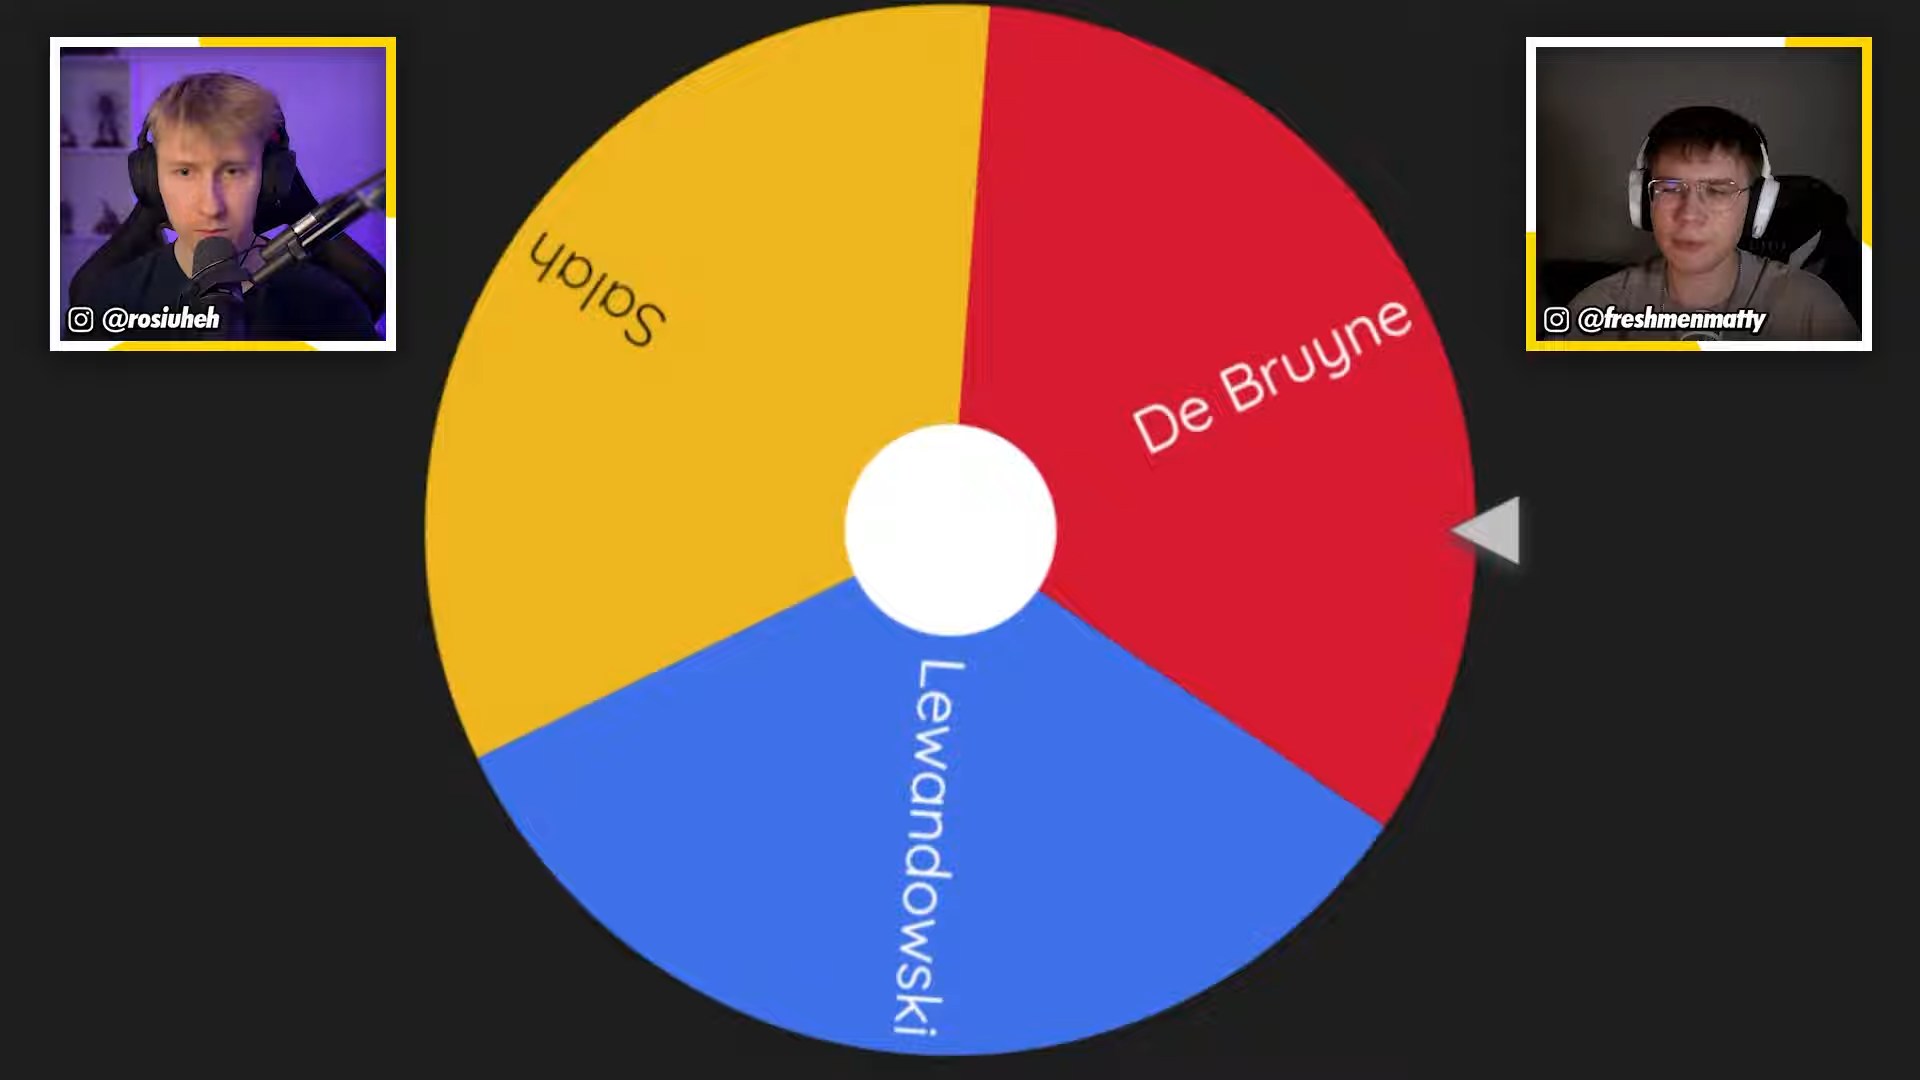 @rosiuheh
@freshmenmatty
Salah
De Bruyne
Lewandowski